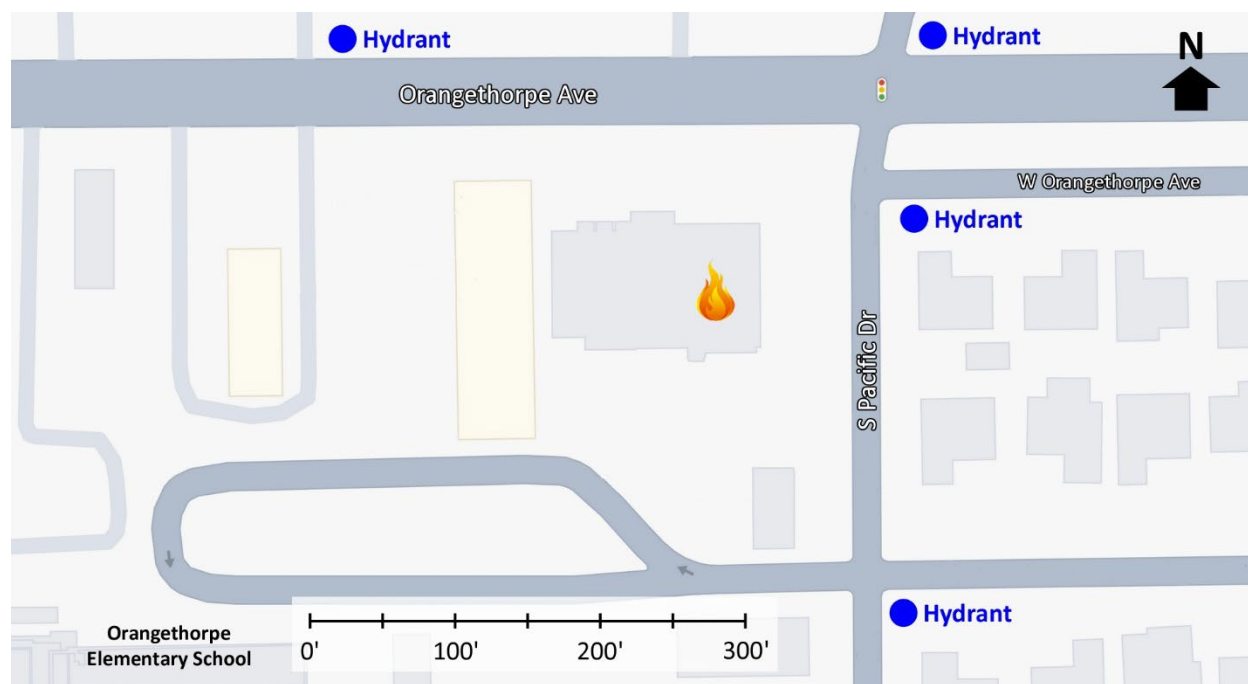 Hydrant
Hydrant
N
Orangethorpe Ave
W Orangethorpe Ave
Hydrant
S Pacific Dr
Hydrant
Orangethorpe
Elementary School
0' 100' 200' 300'